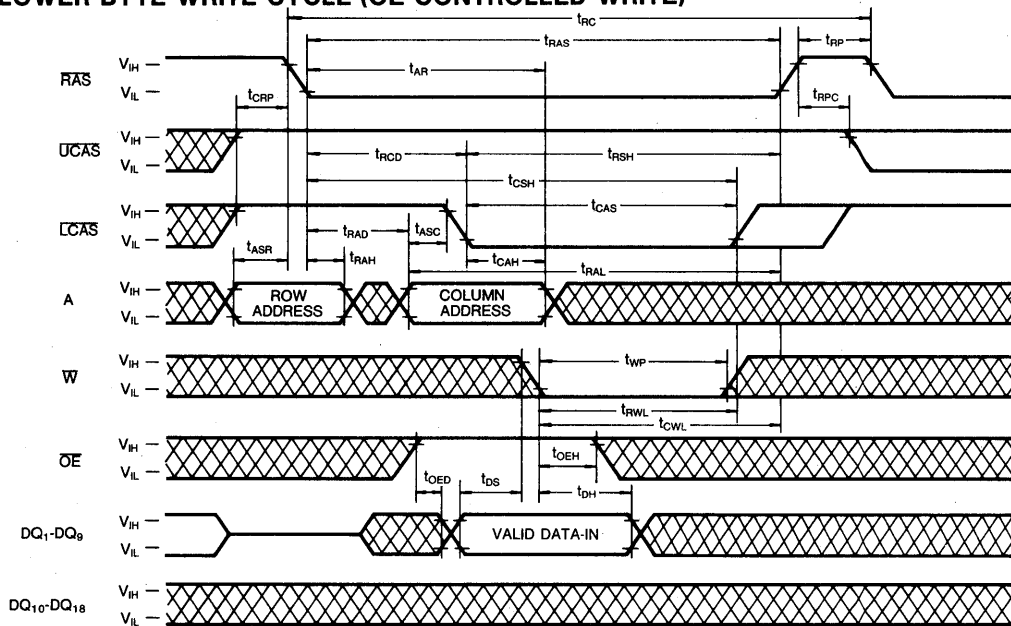 LOWER BYTE WRITE CYCLE (OE CONTROLLED WRITE)
tRC
tRAS
tRP
tAR
RAS
VIH
VIL
tCRP
tRPC
UCAS
VIH
VIL
tRCD
tRSH
tCSH
tCAS
LCAS
VIH
VIL
tRAD
tASC
tASR
tRAH
tCAH
tRAL
A
VIH
VIL
ROW ADDRESS
COLUMN ADDRESS
W
VIH
VIL
tWP
tRWL
tCWL
OE
VIH
VIL
tOEH
tOED
tDS
tDH
DQ1-DQ9
VIH
VIL
VALID DATA-IN
DQ10-DQ18
VIH
VIL